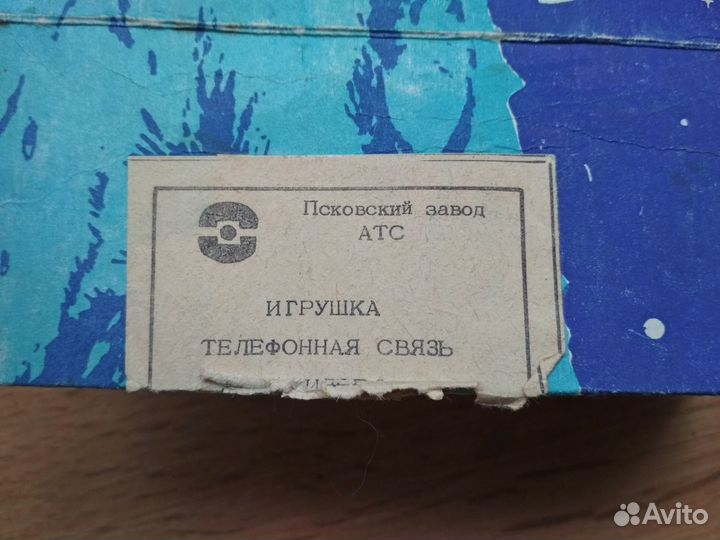 Псковский завод
АТС
ИГРУШКА
ТЕЛЕФОННАЯ СВЯЗЬ
Avito